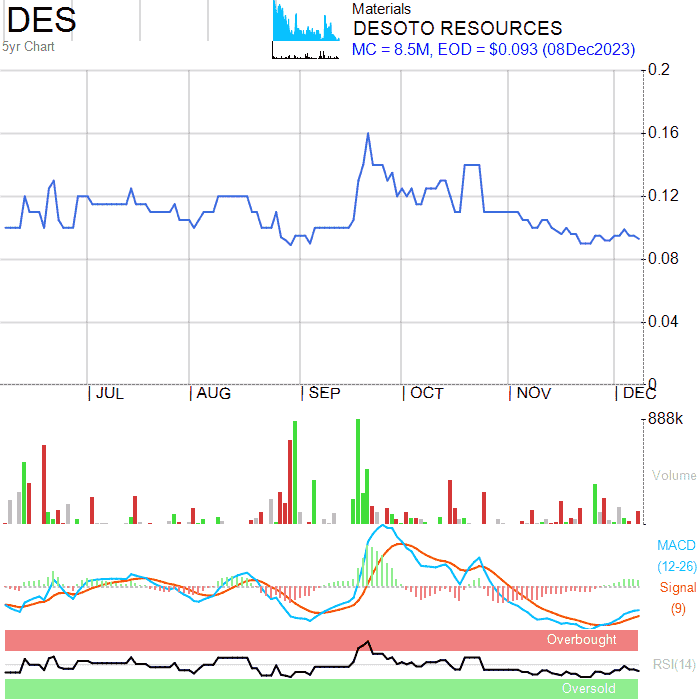 DES
5yr Chart
Materials
DESOTO RESOURCES
MC = 8.5M, EOD = $0.093 (08Dec2023)
0.2
0.16
0.12
0.08
0.04
0
JUL AUG SEP OCT NOV DEC
888k
Volume
MACD
(12-26)
Signal
(9)
Overbought
RSI(14)
Oversold